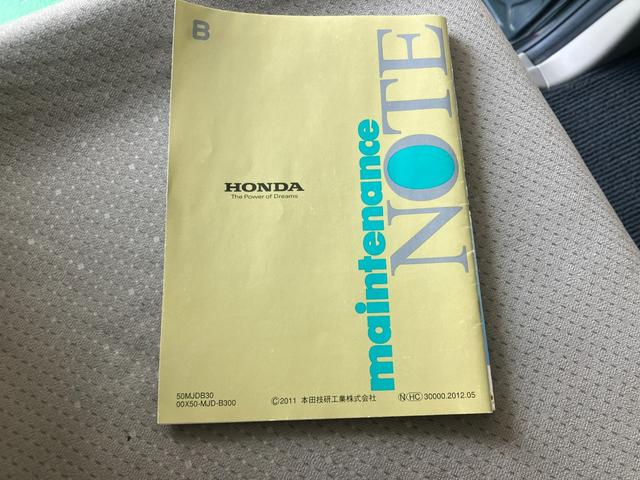 B
maintenance
NOTE
HONDA
The Power of Dreams
50MJDB30
00X50-MJD-B300
©2011 本田技研工業株式会社
Ⓝ HC 30000.2012.05